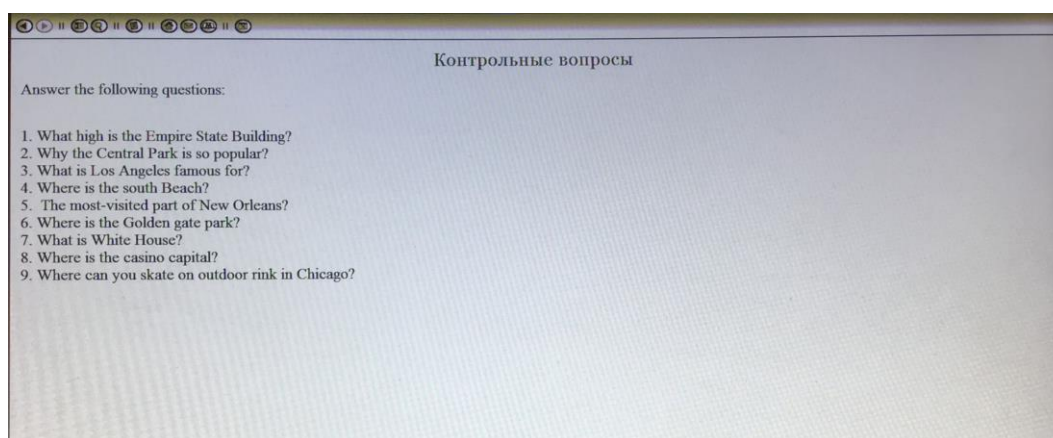 Контрольные вопросы
Answer the following questions:
1. What high is the Empire State Building?
2. Why the Central Park is so popular?
3. What is Los Angeles famous for?
4. Where is the south Beach?
5. The most-visited part of New Orleans?
6. Where is the Golden gate park?
7. What is White House?
8. Where is the casino capital?
9. Where can you skate on outdoor rink in Chicago?